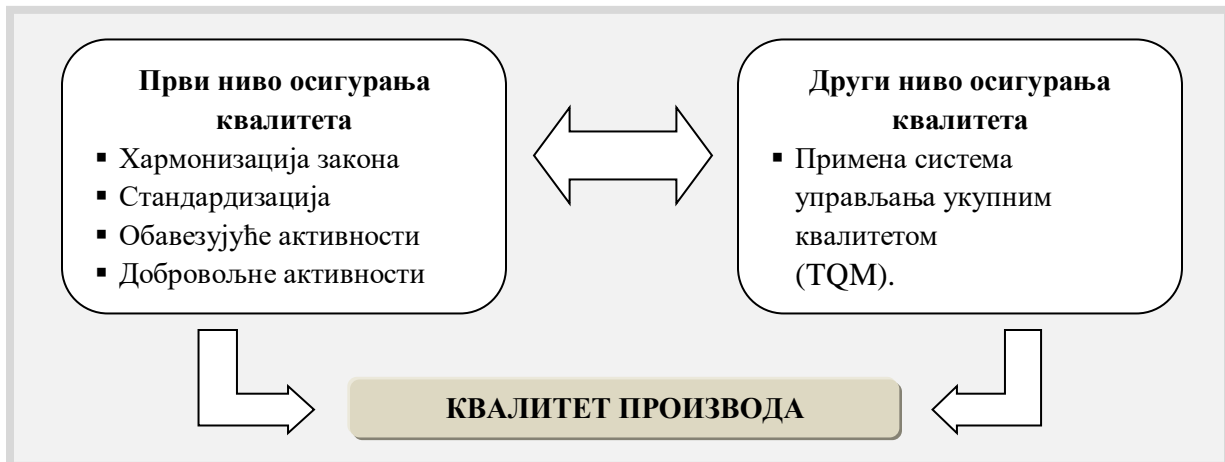 Први ниво осигурања
квалитета
▪ Хармонизација закона
▪ Стандардизација
▪ Обавезујуће активности
▪ Добровољне активности
Други ниво осигурања
квалитета
▪ Примена система
управљања укупним
квалитетом
(TQM).
КВАЛИТЕТ ПРОИЗВОДА